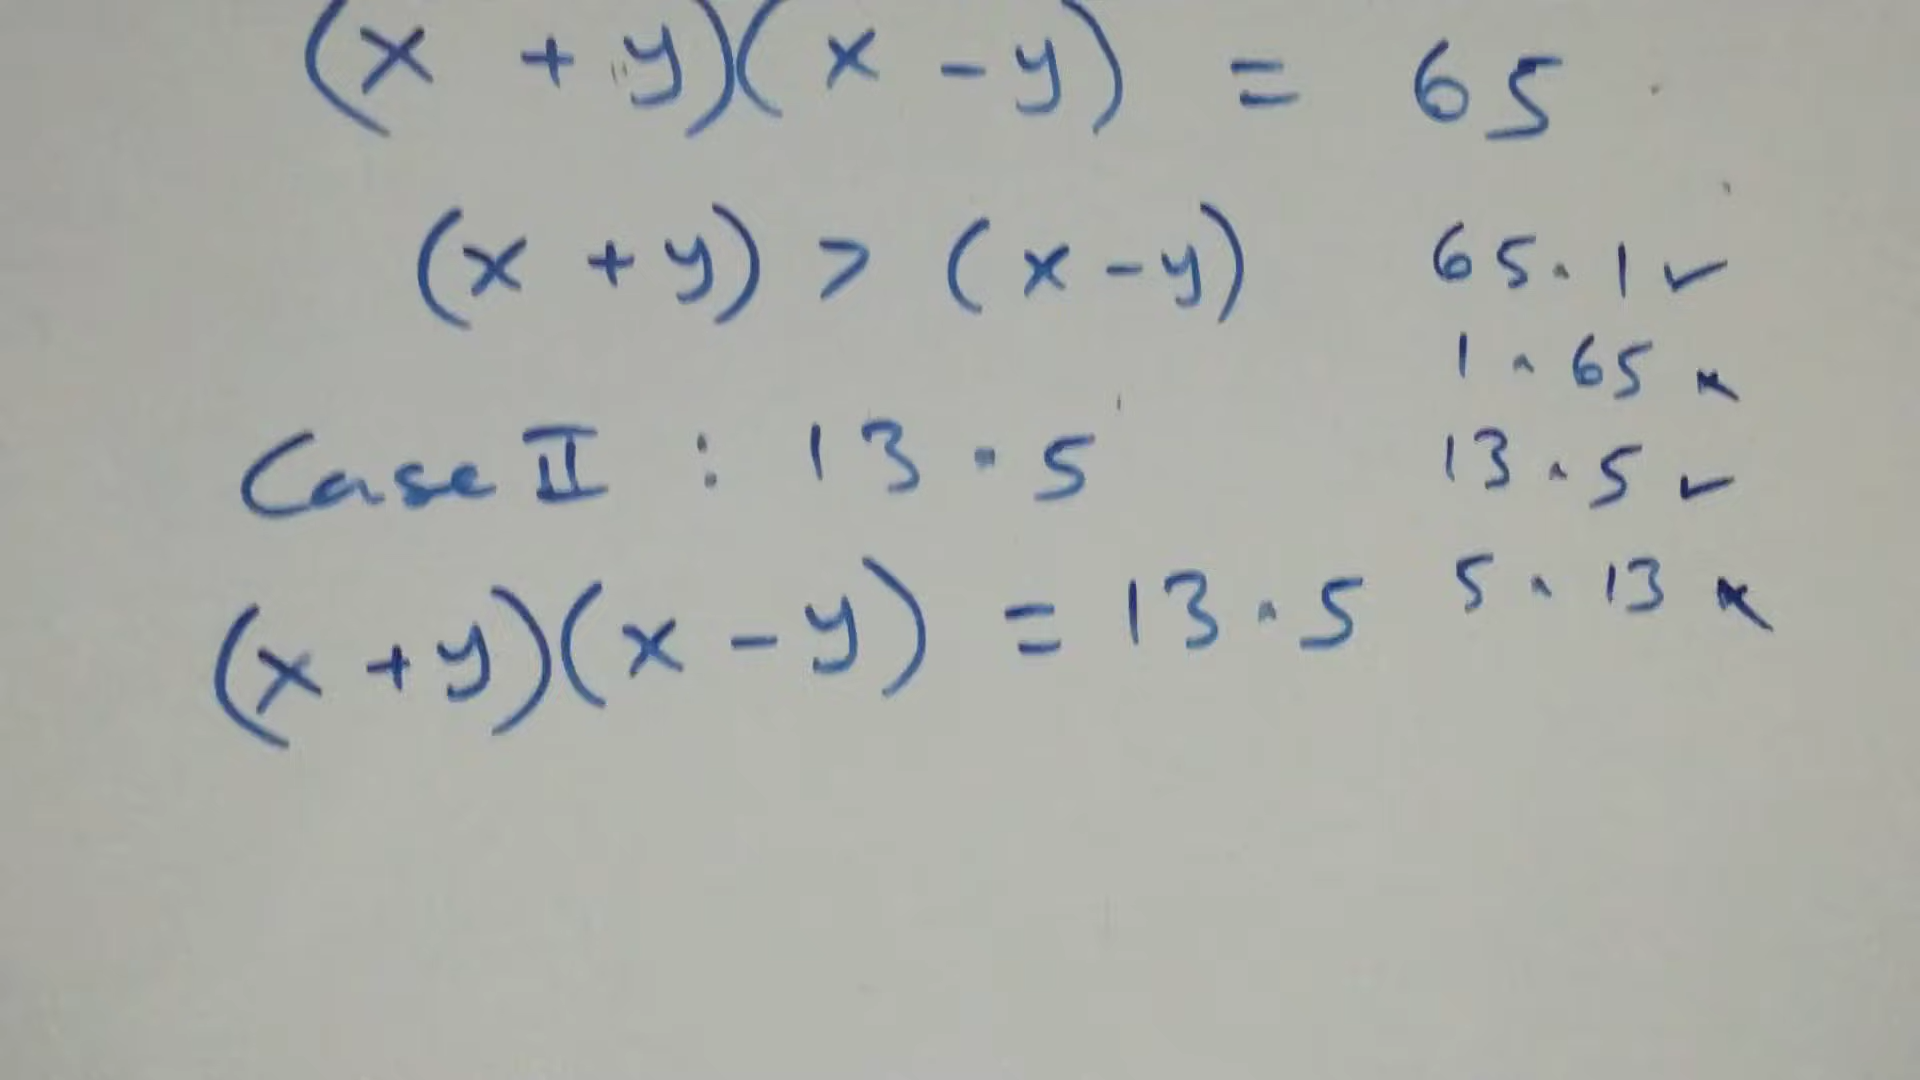 (x + y)(x - y) = 65
(x + y) > (x - y)
65 . 1 ✓
1 . 65 ×
Case II : 13 . 5
13 . 5 ✓
(x + y)(x - y) = 13 . 5
5 . 13 ×